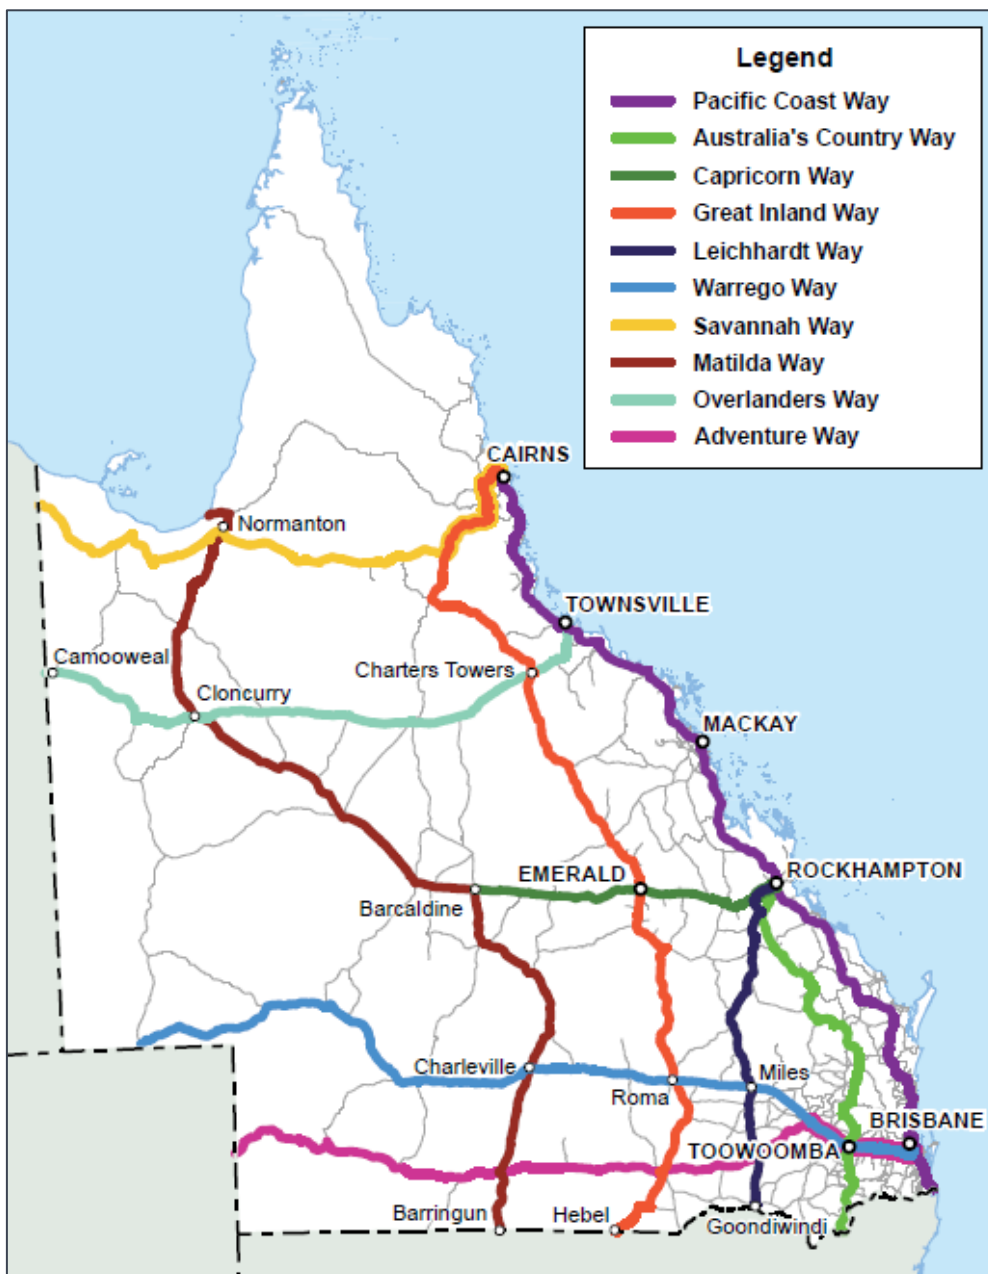 Legend
Pacific Coast Way
Australia's Country Way
Capricorn Way
Great Inland Way
Leichhardt Way
Warrego Way
Savannah Way
Matilda Way
Overlanders Way
Adventure Way
CAIRNS
Normanton
TOWNSVILLE
Camooweal
Charters Towers
Cloncurry
MACKAY
EMERALD
ROCKHAMPTON
Barcaldine
Charleville
Miles
Roma
BRISBANE
TOOWOOMBA
Barringun
Hebel
Goondiwindi